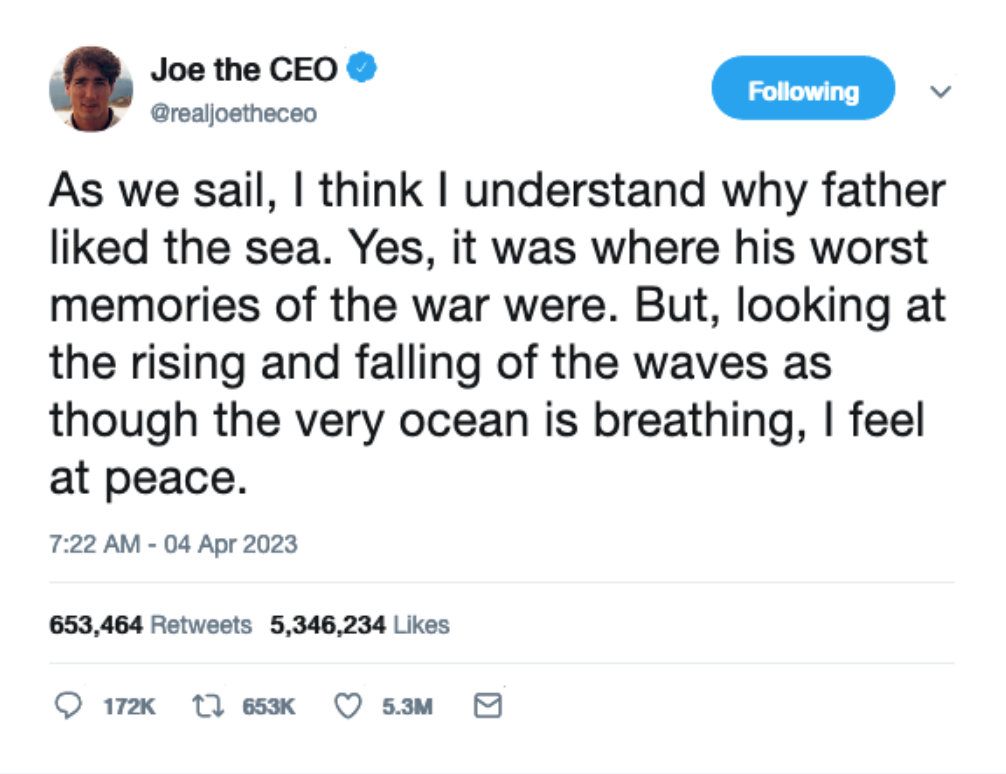 Joe the CEO
@realjoetheceo
Following
As we sail, I think I understand why father
liked the sea. Yes, it was where his worst
memories of the war were. But, looking at
the rising and falling of the waves as
though the very ocean is breathing, I feel
at peace.
7:22 AM - 04 Apr 2023
653,464 Retweets 5,346,234 Likes
172K 653K 5.3M